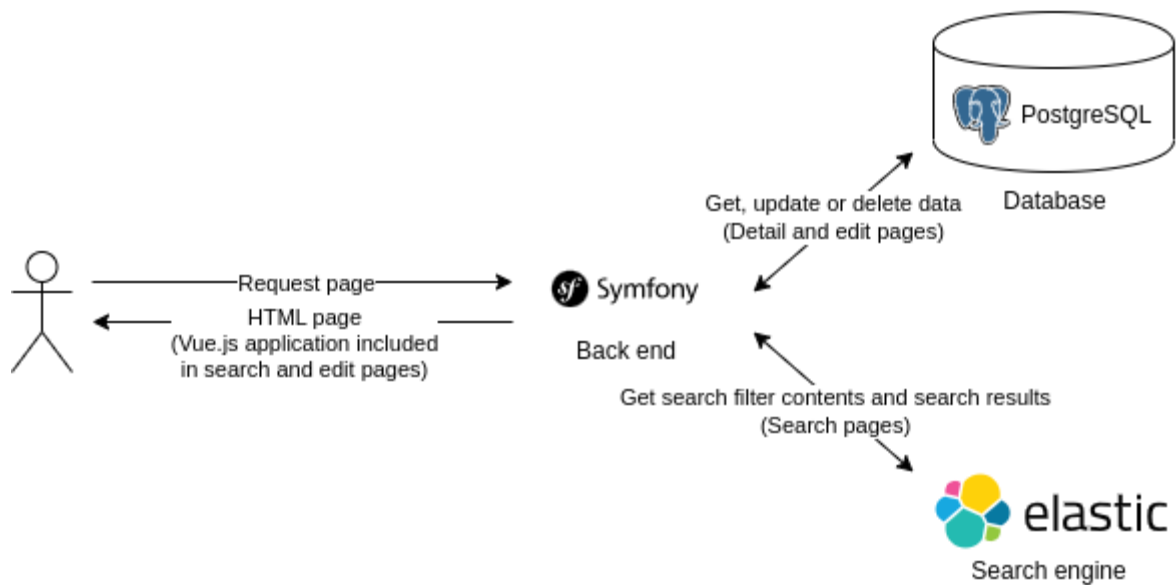 PostgreSQL
Database
Get, update or delete data
(Detail and edit pages)
Request page
HTML page
(Vue.js application included
in search and edit pages)
sf Symfony
Back end
Get search filter contents and search results
(Search pages)
elastic
Search engine